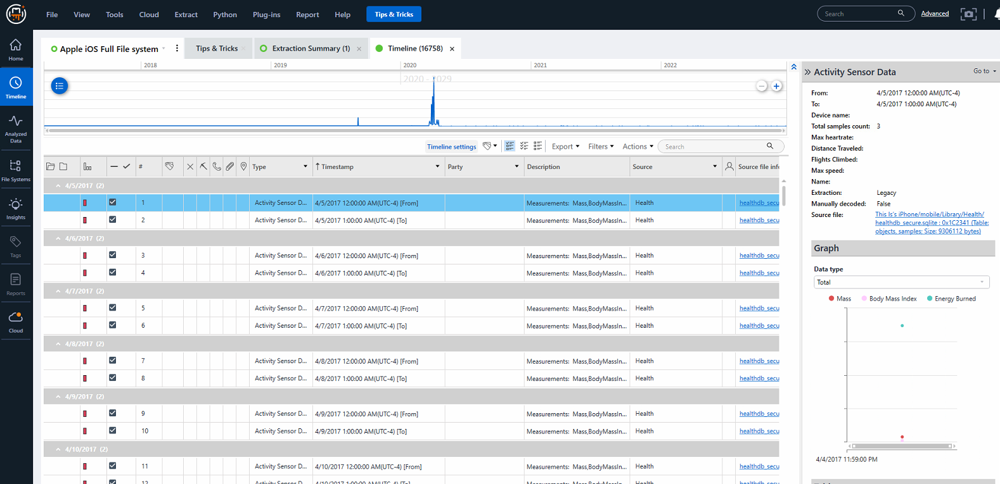 File View Tools Cloud Extract Python Plug-ins Report Help Tips & Tricks Search Advanced
Home
Timeline
Analyzed
Data
File Systems
Insights
Tags
Reports
Cloud
Apple iOS Full File system Tips & Tricks Extraction Summary (1) Timeline (16758)
2018 2019 2020 2021 2022
2020 - 2029
Timeline settings Export Filters Actions Search
# Type Timestamp Party Description Source Source file info
4/5/2017 (2)
1 Activity Sensor D... 4/5/2017 12:00:00 AM(UTC-4) [From] Measurements: Mass,BodyMassIn... Health healthdb_secu
2 Activity Sensor D... 4/5/2017 1:00:00 AM(UTC-4) [To] Measurements: Mass,BodyMassIn... Health healthdb_secu
4/6/2017 (2)
3 Activity Sensor D... 4/6/2017 12:00:00 AM(UTC-4) [From] Measurements: Mass,BodyMassIn... Health healthdb_secu
4 Activity Sensor D... 4/6/2017 1:00:00 AM(UTC-4) [To] Measurements: Mass,BodyMassIn... Health healthdb_secu
4/7/2017 (2)
5 Activity Sensor D... 4/7/2017 12:00:00 AM(UTC-4) [From] Measurements: Mass,BodyMassIn... Health healthdb_secu
6 Activity Sensor D... 4/7/2017 1:00:00 AM(UTC-4) [To] Measurements: Mass,BodyMassIn... Health healthdb_secu
4/8/2017 (2)
7 Activity Sensor D... 4/8/2017 12:00:00 AM(UTC-4) [From] Measurements: Mass,BodyMassIn... Health healthdb_secu
8 Activity Sensor D... 4/8/2017 1:00:00 AM(UTC-4) [To] Measurements: Mass,BodyMassIn... Health healthdb_secu
4/9/2017 (2)
9 Activity Sensor D... 4/9/2017 12:00:00 AM(UTC-4) [From] Measurements: Mass,BodyMassIn... Health healthdb_secu
10 Activity Sensor D... 4/9/2017 1:00:00 AM(UTC-4) [To] Measurements: Mass,BodyMassIn... Health healthdb_secu
4/10/2017 (2)
11 Activity Sensor D... 4/10/2017 12:00:00 AM(UTC-4) [From] Measurements: Mass,BodyMassIn... Health healthdb_secu
12 Activity Sensor D... 4/10/2017 1:00:00 AM(UTC-4) [To] Measurements: Mass,BodyMassIn... Health healthdb_secu
Activity Sensor Data Go to
From: 4/5/2017 12:00:00 AM(UTC-4)
To: 4/5/2017 1:00:00 AM(UTC-4)
Device name:
Total samples count: 3
Max heartrate:
Distance Traveled:
Flights Climbed:
Max speed:
Name:
Extraction: Legacy
Manually decoded: False
Source file: This Is's iPhone/mobile/Library/Health/
healthdb_secure.sqlite : 0x1C2341 (Table:
objects, samples; Size: 9306112 bytes)
Graph
Data type
Total
Mass Body Mass Index Energy Burned
4/4/2017 11:59:00 PM